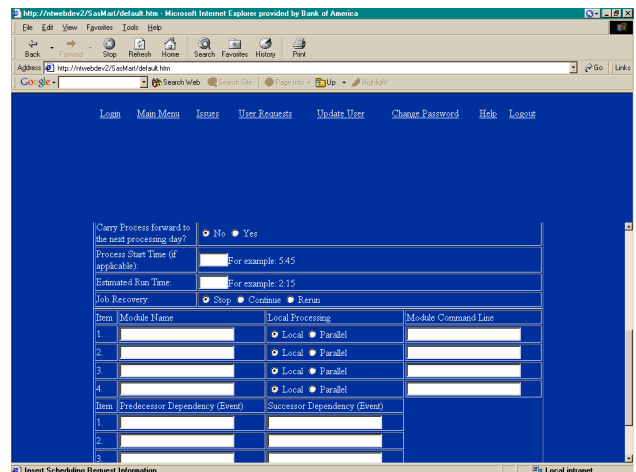 http://ntwebdev2/SasMart/default.htm - Microsoft Internet Explorer provided by Bank of America
File Edit View Favorites Tools Help
Back Forward Stop Refresh Home Search Favorites History Print
Address http://ntwebdev2/SasMart/default.htm Go Links
Google Search Web Search Site Page Info Up Highlight
Login Main Menu Issues User Requests Update User Change Password Help Logout
Carry Process forward to
the next processing day? No Yes
Process Start Time (if
applicable): For example: 5:45
Estimated Run Time: For example: 2:15
Job Recovery: Stop Continue Rerun
Item Module Name Local Processing Module Command Line
1. Local Parallel
2. Local Parallel
3. Local Parallel
4. Local Parallel
Item Predecessor Dependency (Event) Successor Dependency (Event)
1.
2.
3.
Insert Scheduling Request Information Local intranet